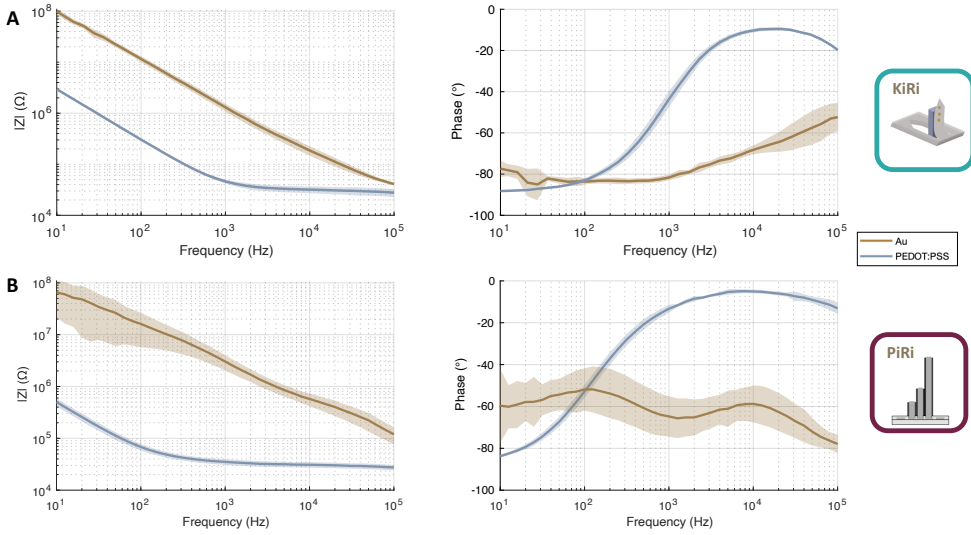 A
10^8
10^6
10^4
|Z| (Ω)
10^1
10^2
10^3
10^4
10^5
Frequency (Hz)
0
-20
-40
-60
-80
-100
Phase (°)
10^1
10^2
10^3
10^4
10^5
Frequency (Hz)
KiRi
Au
PEDOT:PSS
B
10^8
10^7
10^6
10^5
10^4
|Z| (Ω)
10^1
10^2
10^3
10^4
10^5
Frequency (Hz)
0
-20
-40
-60
-80
-100
Phase (°)
10^1
10^2
10^3
10^4
10^5
Frequency (Hz)
PiRi